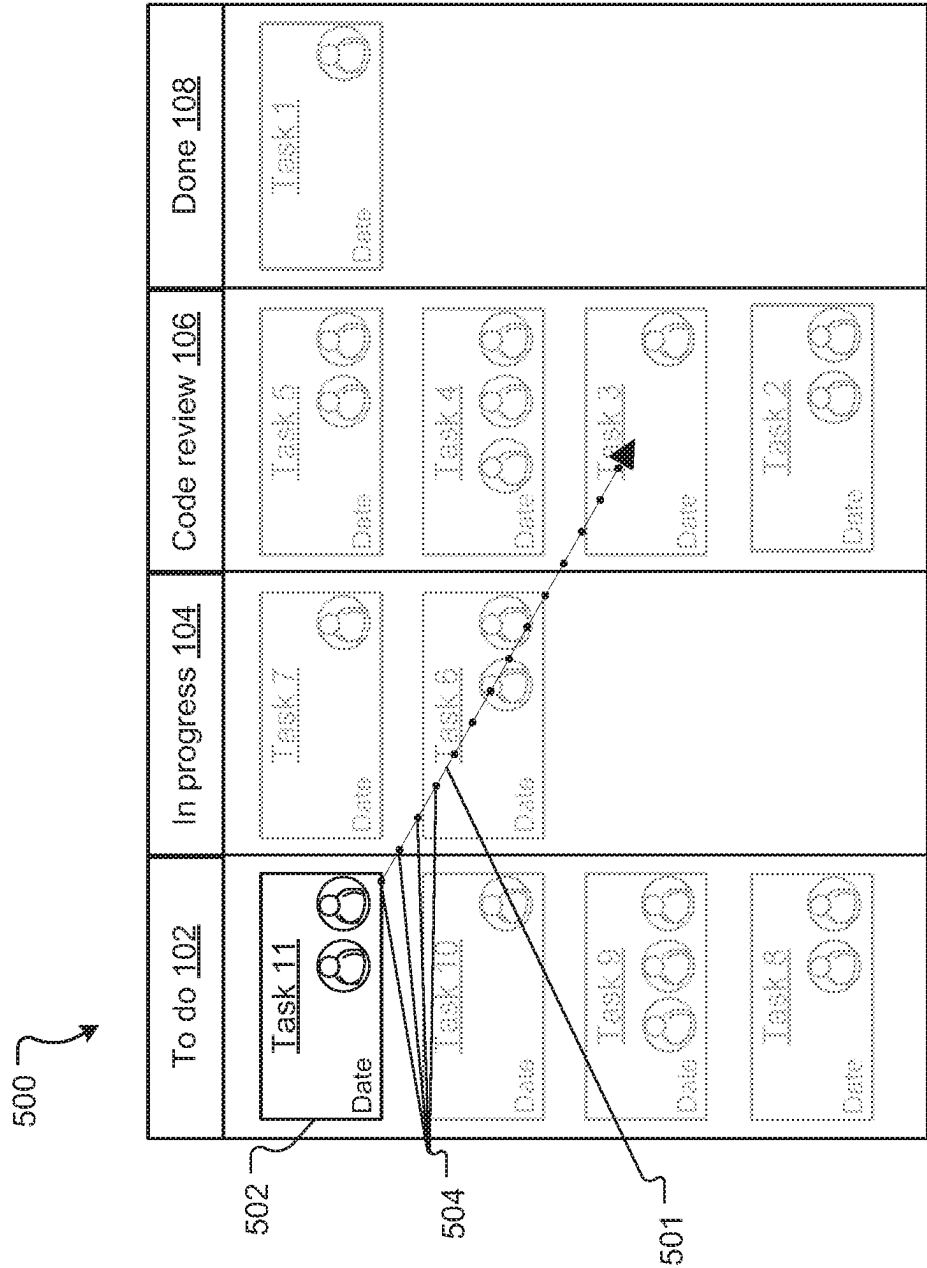 500
To do 102
In progress 104
Code review 106
Done 108
502
Task 11
Date
Task 7
Date
Task 5
Date
Task 1
Date
504
Task 10
Date
Task 6
Date
Task 4
Date
501
Task 9
Date
Task 3
Date
Task 8
Date
Task 2
Date